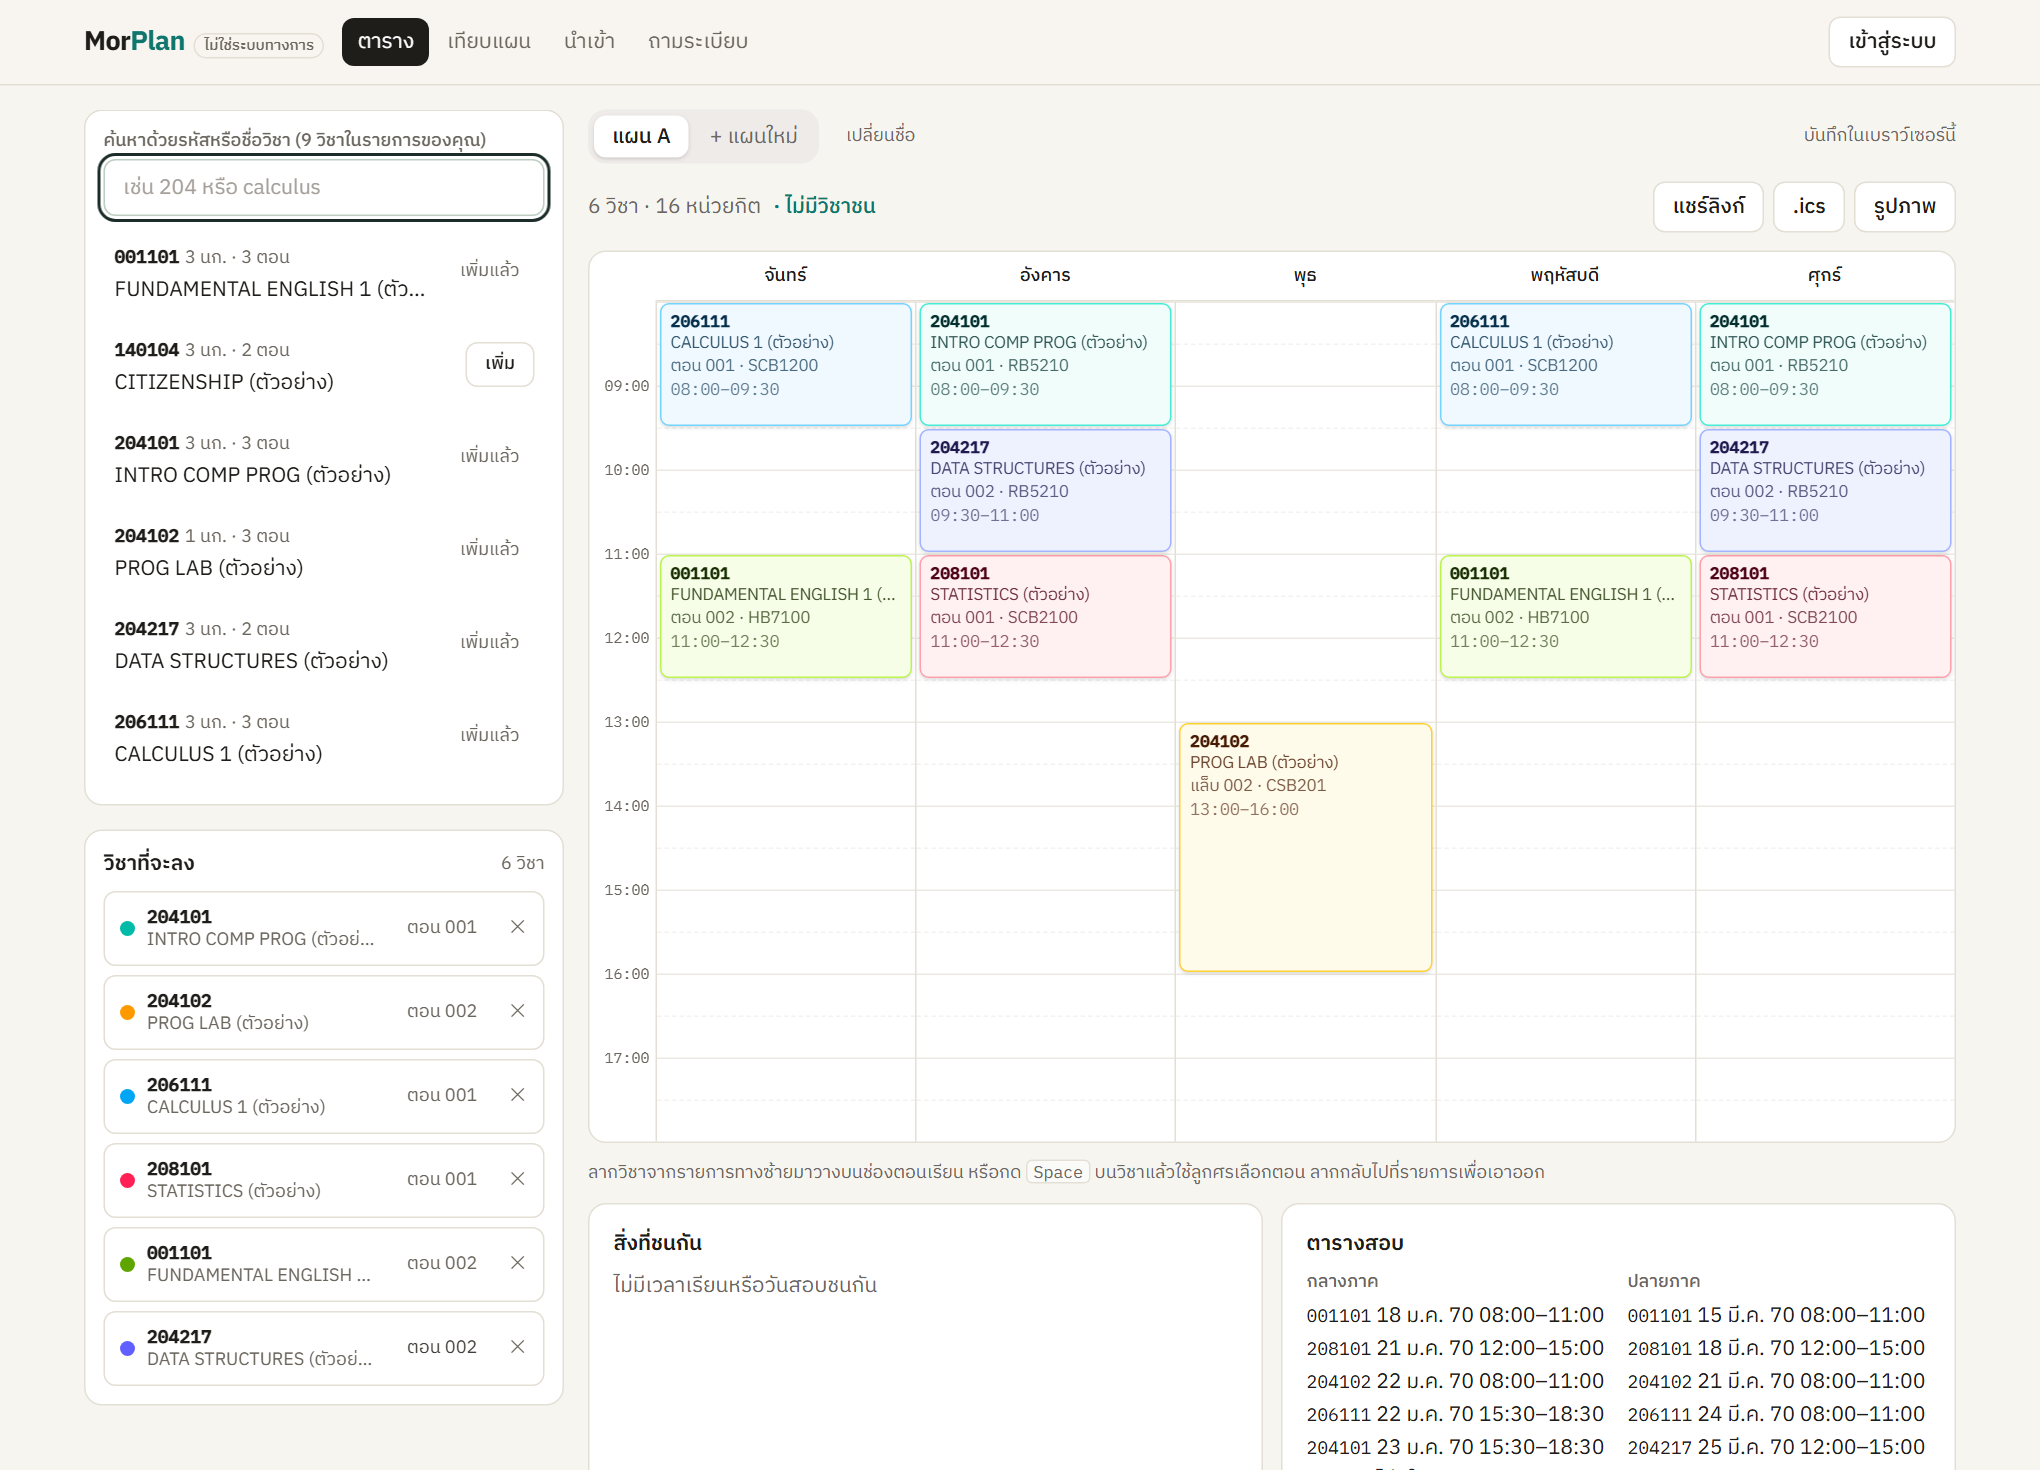 MorPlan ไม่ใช่ระบบทางการ ตาราง เทียบแผน นำเข้า ถามระเบียบ เข้าสู่ระบบ
ค้นหาด้วยรหัสหรือชื่อวิชา (9 วิชาในรายการของคุณ)
เช่น 204 หรือ calculus
001101 3 นก. · 3 ตอน
FUNDAMENTAL ENGLISH 1 (ตัว...
เพิ่มแล้ว
140104 3 นก. · 2 ตอน
CITIZENSHIP (ตัวอย่าง)
เพิ่ม
204101 3 นก. · 3 ตอน
INTRO COMP PROG (ตัวอย่าง)
เพิ่มแล้ว
204102 1 นก. · 3 ตอน
PROG LAB (ตัวอย่าง)
เพิ่มแล้ว
204217 3 นก. · 2 ตอน
DATA STRUCTURES (ตัวอย่าง)
เพิ่มแล้ว
206111 3 นก. · 3 ตอน
CALCULUS 1 (ตัวอย่าง)
เพิ่มแล้ว
วิชาที่จะลง 6 วิชา
204101
INTRO COMP PROG (ตัวอย่...
ตอน 001
204102
PROG LAB (ตัวอย่าง)
ตอน 002
206111
CALCULUS 1 (ตัวอย่าง)
ตอน 001
208101
STATISTICS (ตัวอย่าง)
ตอน 001
001101
FUNDAMENTAL ENGLISH ...
ตอน 002
204217
DATA STRUCTURES (ตัวอย่...
ตอน 002
แผน A + แผนใหม่ เปลี่ยนชื่อ บันทึกในเบราว์เซอร์นี้
6 วิชา · 16 หน่วยกิต · ไม่มีวิชาชน แชร์ลิงก์ .ics รูปภาพ
จันทร์ อังคาร พุธ พฤหัสบดี ศุกร์
09:00
10:00
11:00
12:00
13:00
14:00
15:00
16:00
17:00
206111
CALCULUS 1 (ตัวอย่าง)
ตอน 001 · SCB1200
08:00–09:30
001101
FUNDAMENTAL ENGLISH 1 (...
ตอน 002 · HB7100
11:00–12:30
204101
INTRO COMP PROG (ตัวอย่าง)
ตอน 001 · RB5210
08:00–09:30
204217
DATA STRUCTURES (ตัวอย่าง)
ตอน 002 · RB5210
09:30–11:00
208101
STATISTICS (ตัวอย่าง)
ตอน 001 · SCB2100
11:00–12:30
204102
PROG LAB (ตัวอย่าง)
แล็บ 002 · CSB201
13:00–16:00
206111
CALCULUS 1 (ตัวอย่าง)
ตอน 001 · SCB1200
08:00–09:30
001101
FUNDAMENTAL ENGLISH 1 (...
ตอน 002 · HB7100
11:00–12:30
204101
INTRO COMP PROG (ตัวอย่าง)
ตอน 001 · RB5210
08:00–09:30
204217
DATA STRUCTURES (ตัวอย่าง)
ตอน 002 · RB5210
09:30–11:00
208101
STATISTICS (ตัวอย่าง)
ตอน 001 · SCB2100
11:00–12:30
ลากวิชาจากรายการทางซ้ายมาวางบนช่องตอนเรียน หรือกด Space บนวิชาแล้วใช้ลูกศรเลือกตอน ลากกลับไปที่รายการเพื่อเอาออก
สิ่งที่ชนกัน
ไม่มีเวลาเรียนหรือวันสอบชนกัน
ตารางสอบ
กลางภาค
001101 18 ม.ค. 70 08:00–11:00
208101 21 ม.ค. 70 12:00–15:00
204102 22 ม.ค. 70 08:00–11:00
206111 22 ม.ค. 70 15:30–18:30
204101 23 ม.ค. 70 15:30–18:30
ปลายภาค
001101 15 มี.ค. 70 08:00–11:00
208101 18 มี.ค. 70 12:00–15:00
204102 21 มี.ค. 70 08:00–11:00
206111 24 มี.ค. 70 08:00–11:00
204217 25 มี.ค. 70 12:00–15:00